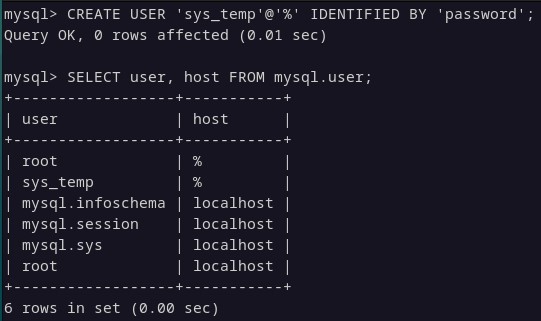 mysql> CREATE USER 'sys_temp'@'%' IDENTIFIED BY 'password';
Query OK, 0 rows affected (0.01 sec)
mysql> SELECT user, host FROM mysql.user;
+------------------+-----------+
| user             | host      |
+------------------+-----------+
| root             | %         |
| sys_temp         | %         |
| mysql.infoschema | localhost |
| mysql.session    | localhost |
| mysql.sys        | localhost |
| root             | localhost |
+------------------+-----------+
6 rows in set (0.00 sec)